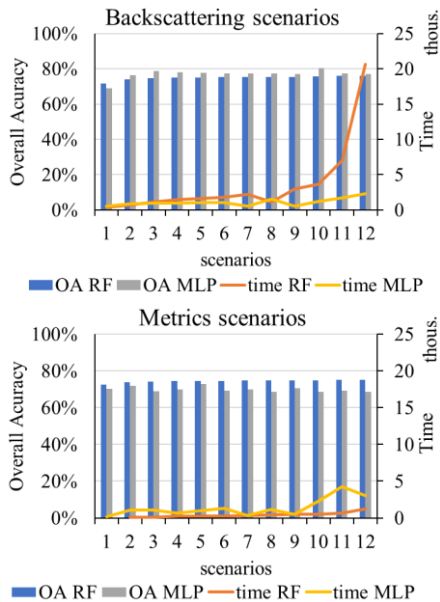 Backscattering scenarios
100%
80%
60%
40%
20%
0%
Overall Acuracy
25
20
15
10
5
0
Time thous.
1 2 3 4 5 6 7 8 9 10 11 12
scenarios
OA RF OA MLP time RF time MLP
Metrics scenarios
100%
80%
60%
40%
20%
0%
Overall Acuracy
25
20
15
10
5
0
Time thous.
1 2 3 4 5 6 7 8 9 10 11 12
scenarios
OA RF OA MLP time RF time MLP